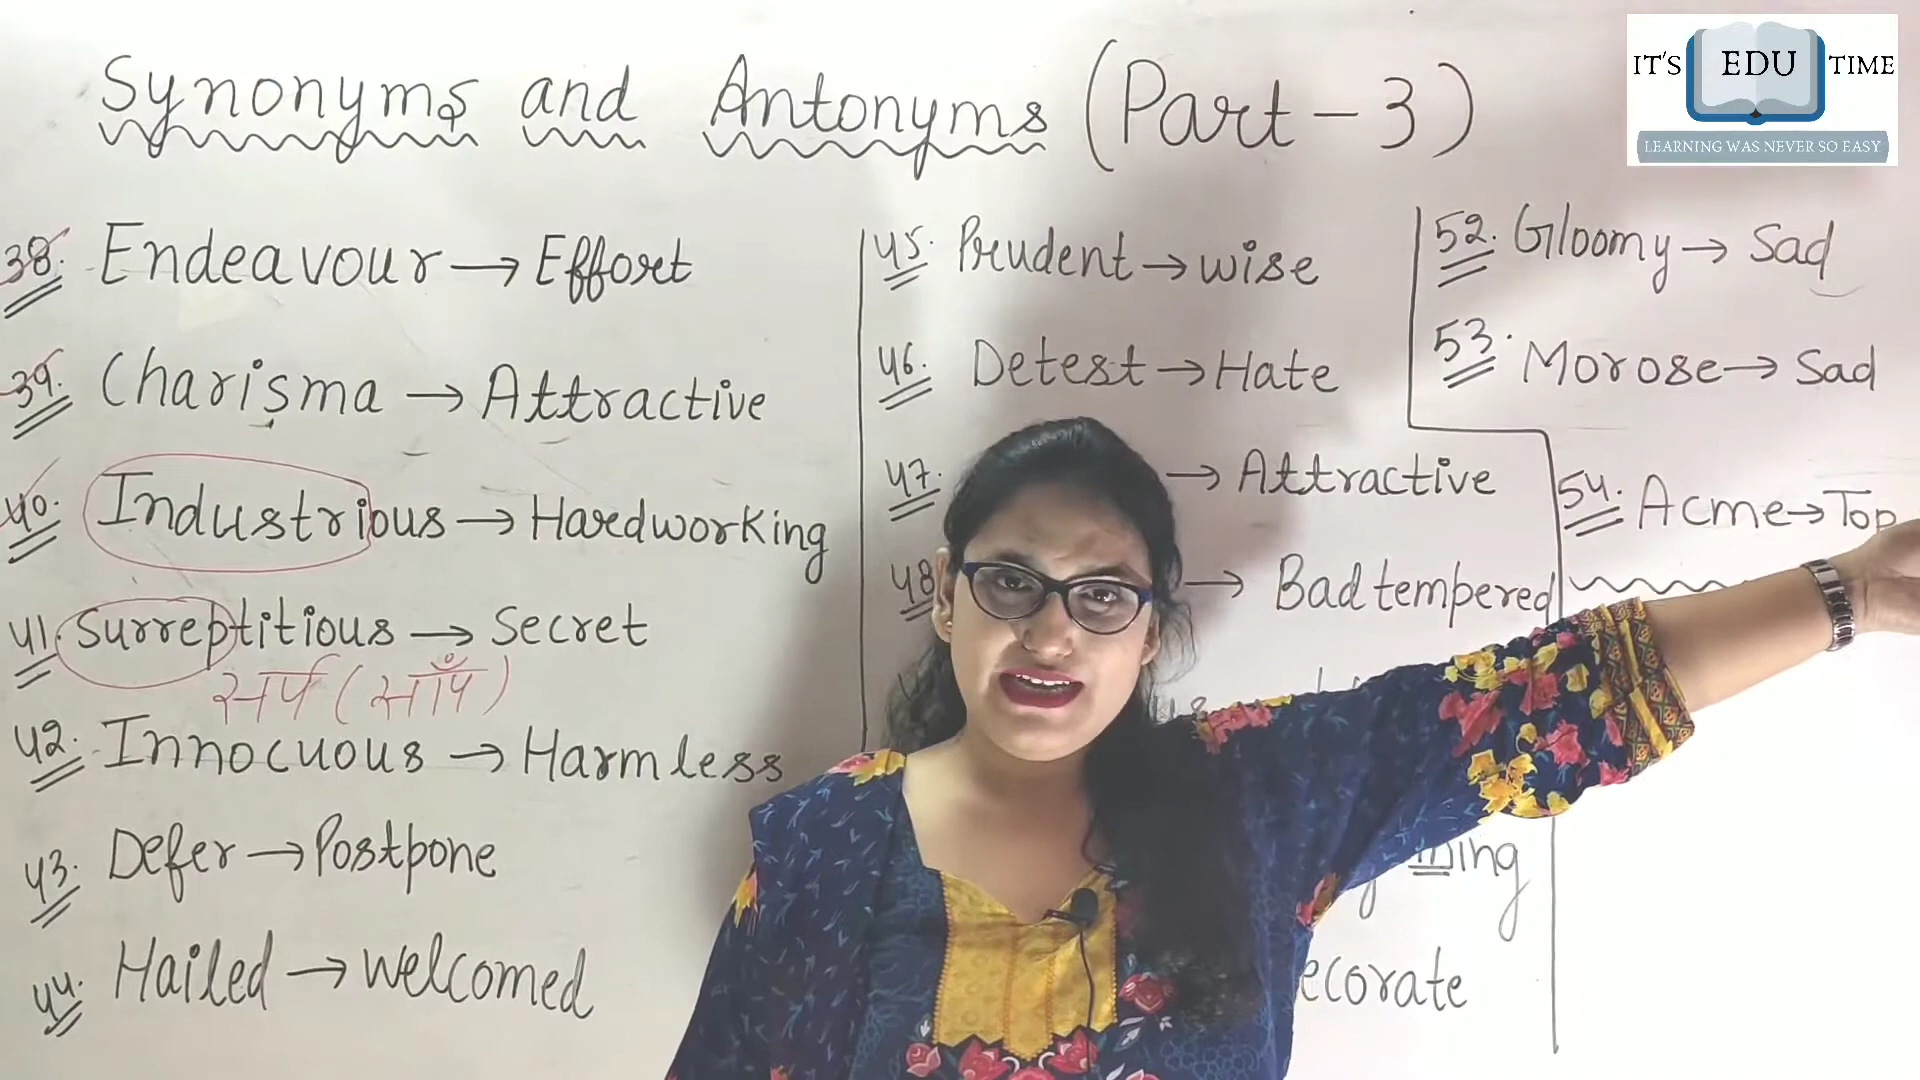 Synonyms and Antonyms (Part-3)
IT'S EDU TIME
LEARNING WAS NEVER SO EASY
38. Endeavour → Effort
39. Charisma → Attractive
40. Industrious → Hardworking
41. Surreptitious → Secret
सर्प (साँप)
42. Innocuous → Harmless
43. Defer → Postpone
44. Hailed → Welcomed
45. Prudent → wise
46. Detest → Hate
47. → Attractive
48 → Bad tempered
ecorate
52. Gloomy → Sad
53. Morose → Sad
54. Acme → Top